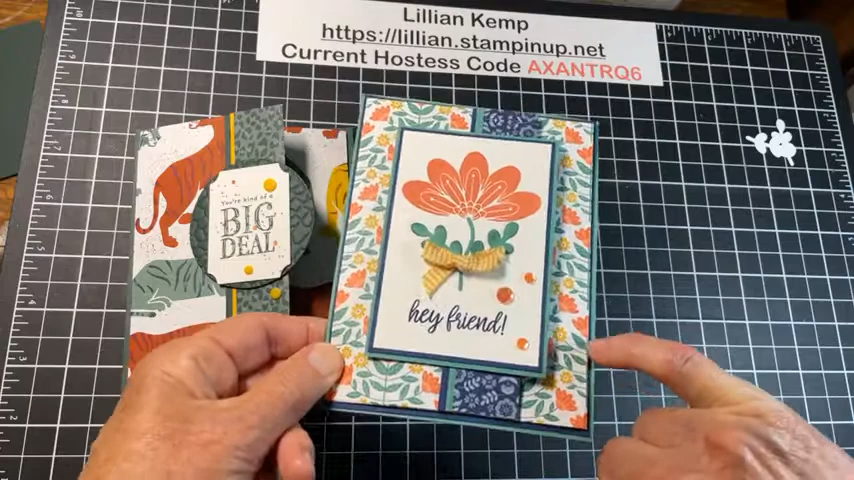 Lillian Kemp
https://lillian.stampinup.net
Current Hostess Code AXANTRQ6
You're kind of a
BIG
DEAL
hey friend!